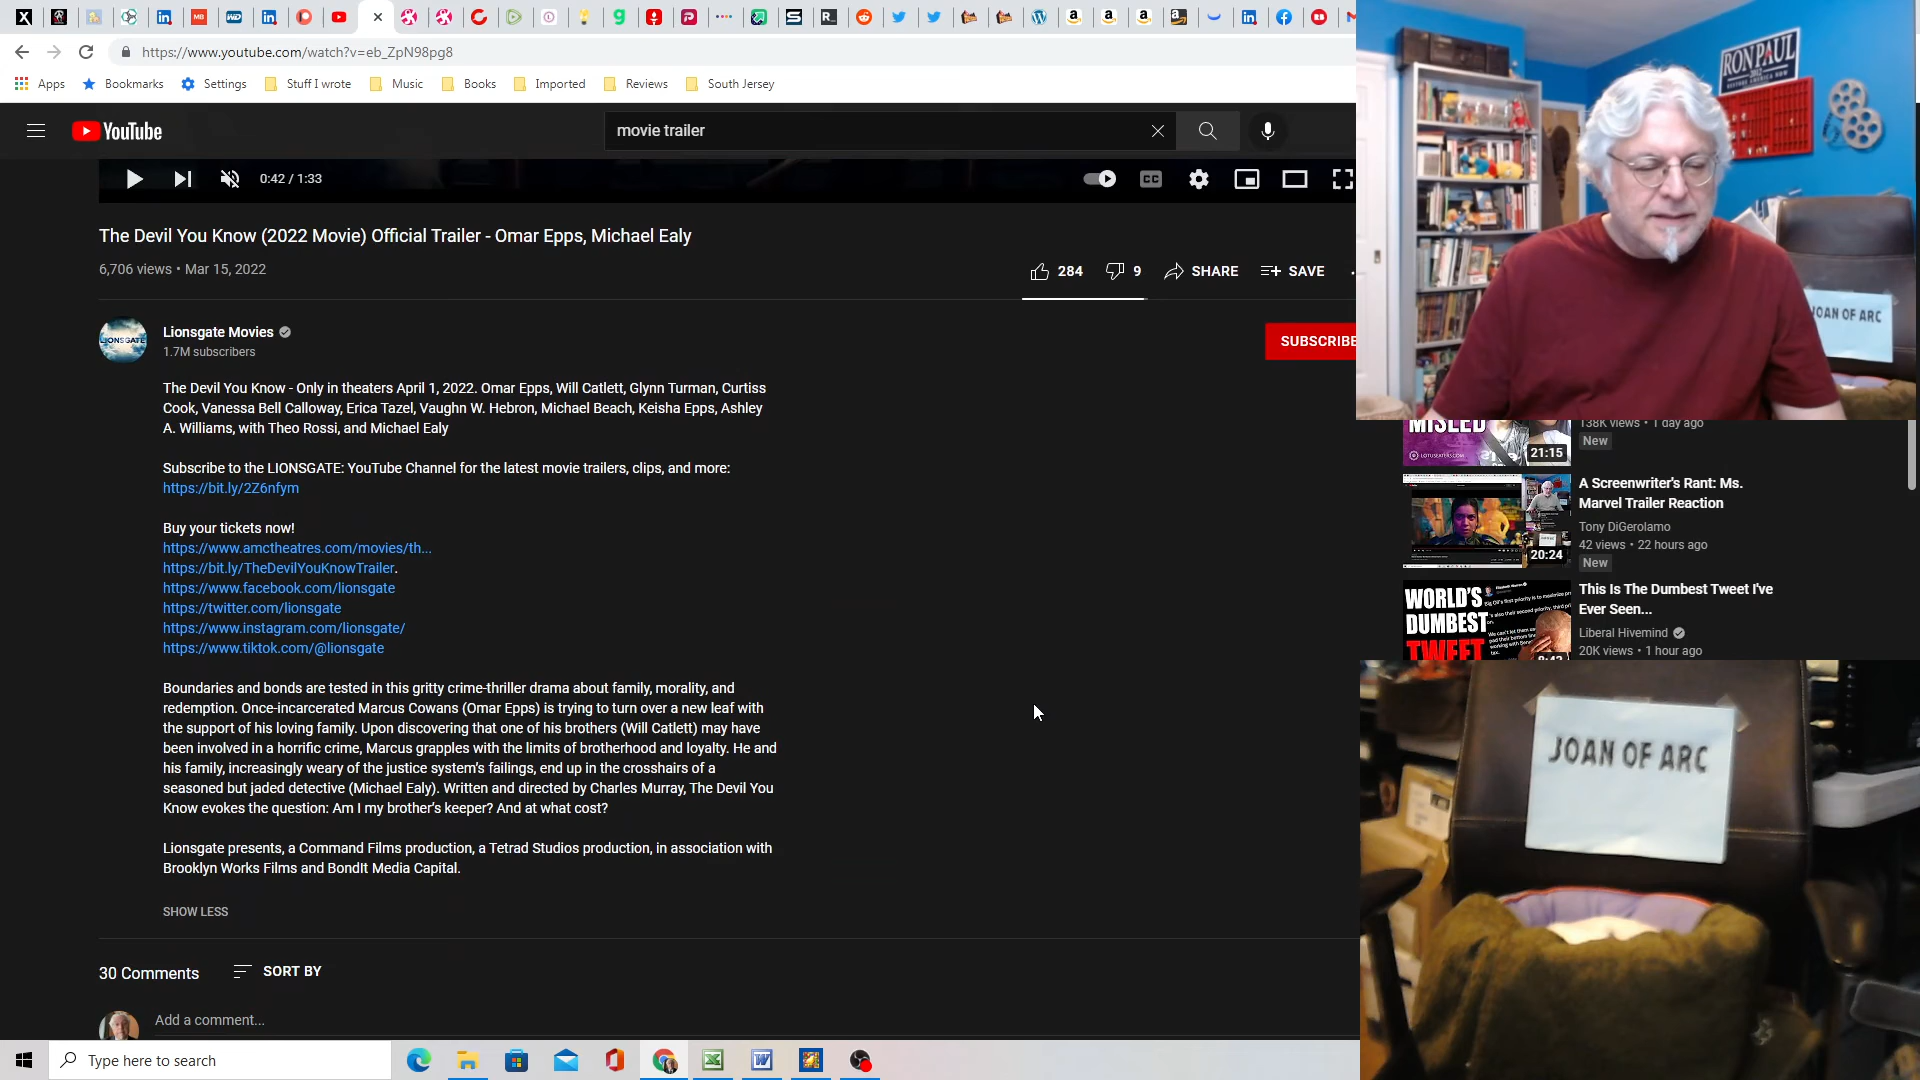 https://www.youtube.com/watch?v=eb_ZpN98pg8
Apps
Bookmarks
Settings
Stuff I wrote
Music
Books
Imported
Reviews
South Jersey
YouTube
movie trailer
0:42 / 1:33
CC
The Devil You Know (2022 Movie) Official Trailer - Omar Epps, Michael Ealy
6,706 views • Mar 15, 2022
284
9
SHARE
SAVE
LIONSGATE
Lionsgate Movies
1.7M subscribers
SUBSCRIBE
The Devil You Know - Only in theaters April 1, 2022. Omar Epps, Will Catlett, Glynn Turman, Curtiss
Cook, Vanessa Bell Calloway, Erica Tazel, Vaughn W. Hebron, Michael Beach, Keisha Epps, Ashley
A. Williams, with Theo Rossi, and Michael Ealy
Subscribe to the LIONSGATE: YouTube Channel for the latest movie trailers, clips, and more:
https://bit.ly/2Z6nfym
Buy your tickets now!
https://www.amctheatres.com/movies/th...
https://bit.ly/TheDevilYouKnowTrailer.
https://www.facebook.com/lionsgate
https://twitter.com/lionsgate
https://www.instagram.com/lionsgate/
https://www.tiktok.com/@lionsgate
Boundaries and bonds are tested in this gritty crime-thriller drama about family, morality, and
redemption. Once-incarcerated Marcus Cowans (Omar Epps) is trying to turn over a new leaf with
the support of his loving family. Upon discovering that one of his brothers (Will Catlett) may have
been involved in a horrific crime, Marcus grapples with the limits of brotherhood and loyalty. He and
his family, increasingly weary of the justice system's failings, end up in the crosshairs of a
seasoned but jaded detective (Michael Ealy). Written and directed by Charles Murray, The Devil You
Know evokes the question: Am I my brother's keeper? And at what cost?
Lionsgate presents, a Command Films production, a Tetrad Studios production, in association with
Brooklyn Works Films and BondIt Media Capital.
SHOW LESS
30 Comments
SORT BY
Add a comment...
Type here to search
RON PAUL
2012
JOAN OF ARC
MISLED
LOTUSEATERS.COM
21:15
138K views • 1 day ago
New
20:24
A Screenwriter's Rant: Ms.
Marvel Trailer Reaction
Tony DiGerolamo
42 views • 22 hours ago
New
WORLD'S
DUMBEST
TWEET
8:42
This Is The Dumbest Tweet I've
Ever Seen...
Liberal Hivemind
20K views • 1 hour ago
JOAN OF ARC